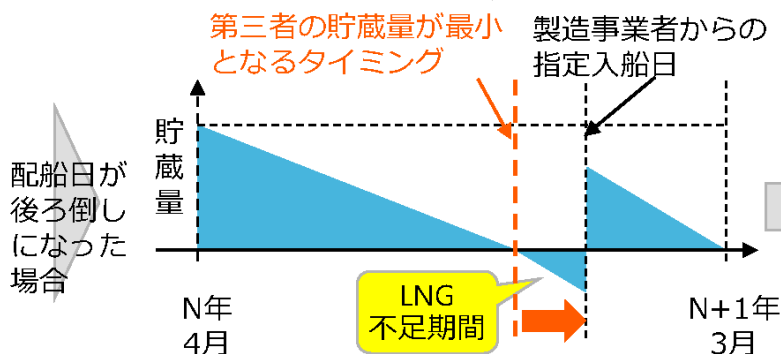 第三者の貯蔵量が最小
となるタイミング
製造事業者からの
指定入船日
貯
蔵
量
配船日が
後ろ倒し
になった
場合
LNG
不足期間
N年
4月
N+1年
3月